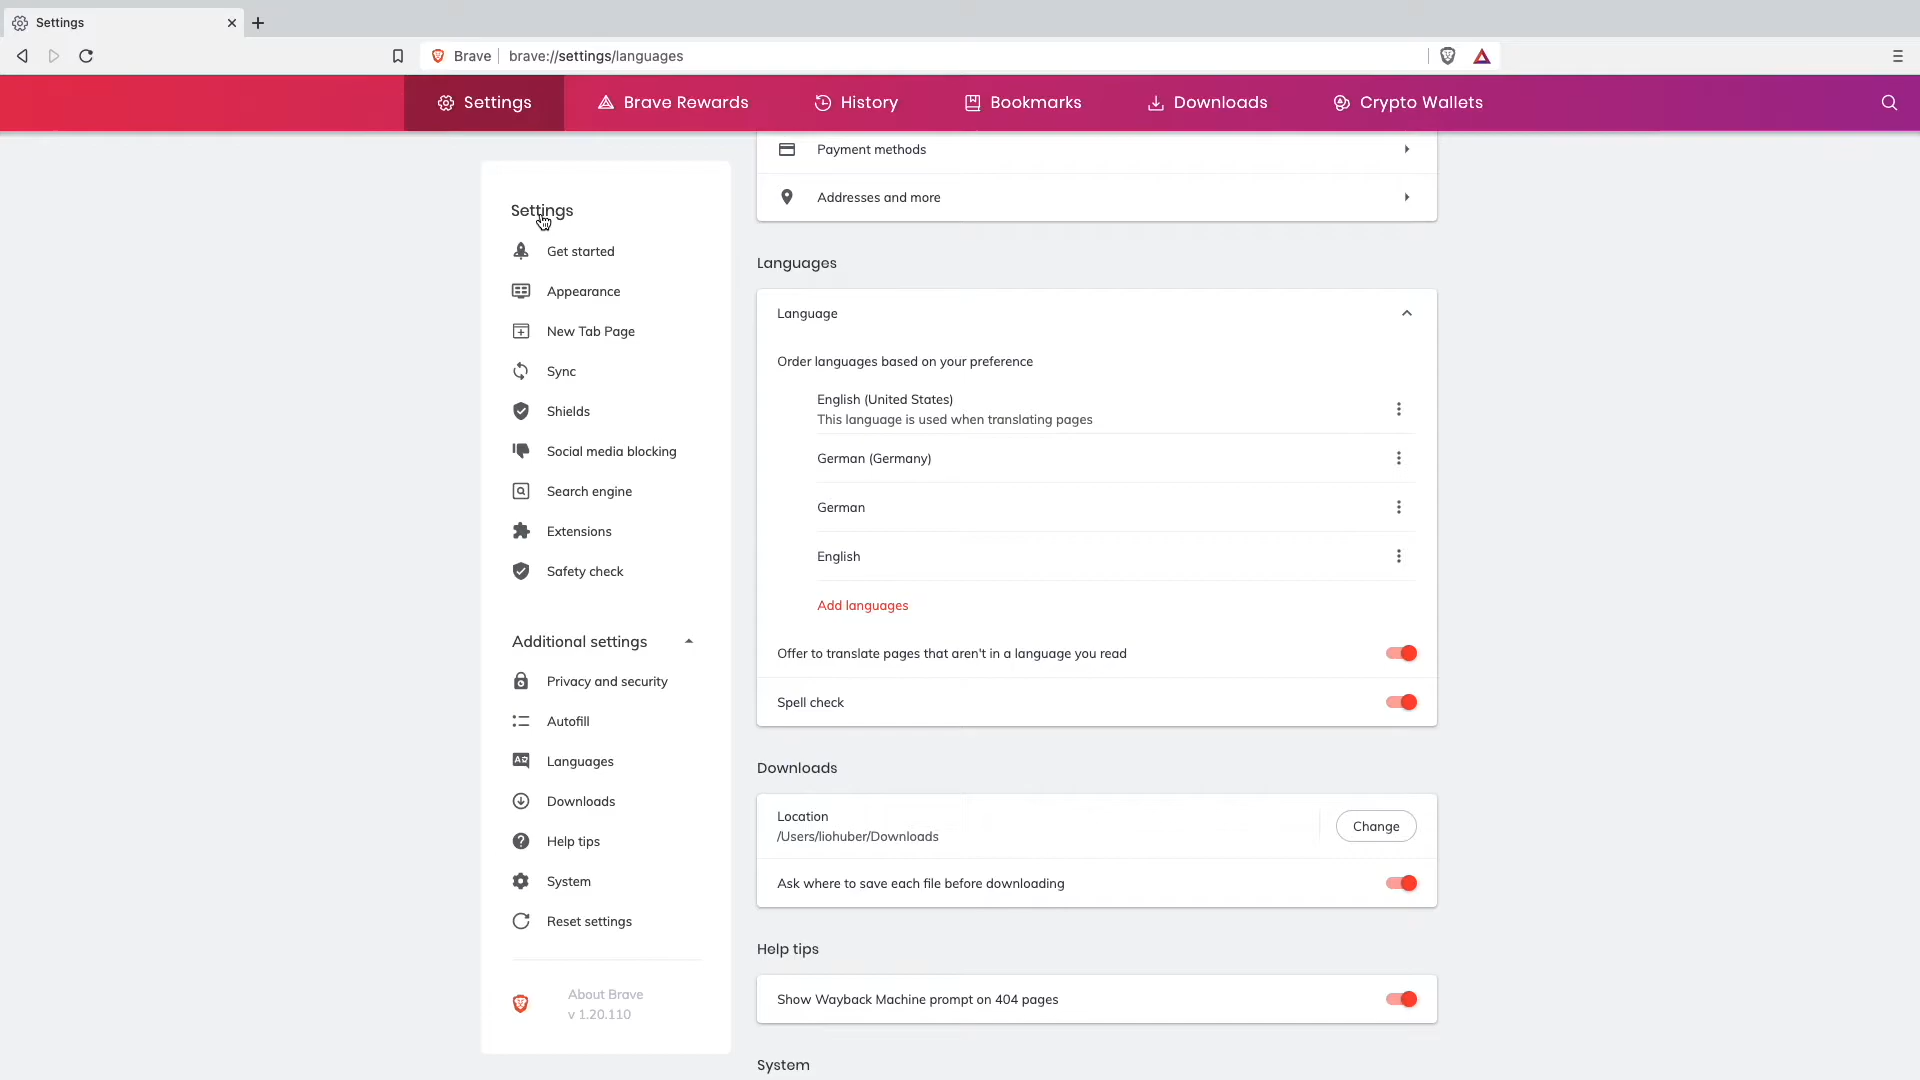 Settings
Brave
brave://settings/languages
Settings
Brave Rewards
History
Bookmarks
Downloads
Crypto Wallets
Settings
Get started
Appearance
New Tab Page
Sync
Shields
Social media blocking
Search engine
Extensions
Safety check
Additional settings
Privacy and security
Autofill
Languages
Downloads
Help tips
System
Reset settings
About Brave
v 1.20.110
Payment methods
Addresses and more
Languages
Language
Order languages based on your preference
English (United States)
This language is used when translating pages
German (Germany)
German
English
Add languages
Offer to translate pages that aren't in a language you read
Spell check
Downloads
Location
/Users/liohuber/Downloads
Change
Ask where to save each file before downloading
Help tips
Show Wayback Machine prompt on 404 pages
System